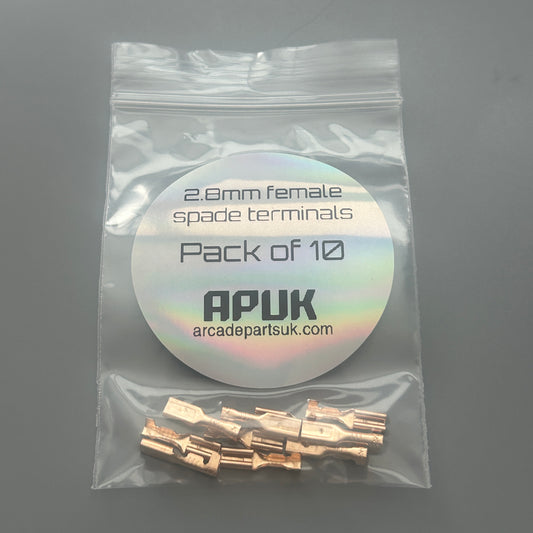 2.8mm female
spade terminals
Pack of 10
APUK
arcadepartsuk.com